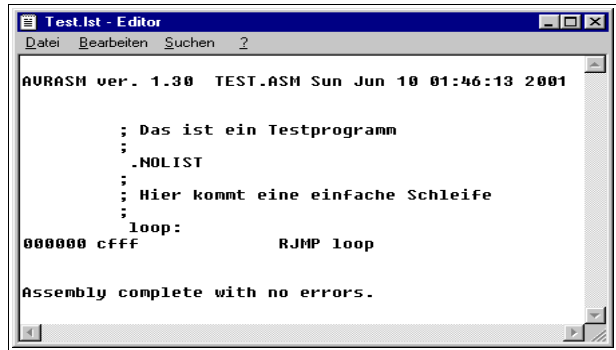 Test.lst - Editor
Datei Bearbeiten Suchen ?
AVRASM ver. 1.30 TEST.ASM Sun Jun 10 01:46:13 2001
; Das ist ein Testprogramm
;
.NOLIST
;
; Hier kommt eine einfache Schleife
;
loop:
000000 cfff RJMP loop
Assembly complete with no errors.